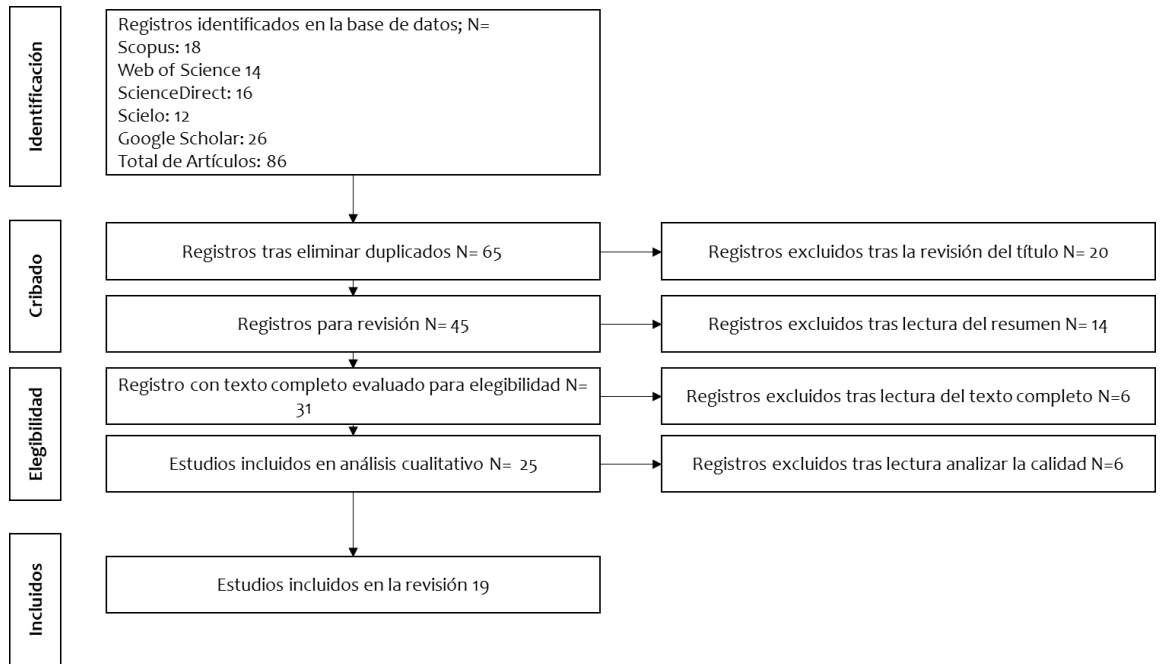 Identificación
Registros identificados en la base de datos; N=
Scopus: 18
Web of Science 14
ScienceDirect: 16
Scielo: 12
Google Scholar: 26
Total de Artículos: 86
Cribado
Registros tras eliminar duplicados N= 65
Registros excluidos tras la revisión del título N= 20
Registros para revisión N= 45
Registros excluidos tras lectura del resumen N= 14
Elegibilidad
Registro con texto completo evaluado para elegibilidad N=
31
Registros excluidos tras lectura del texto completo N=6
Estudios incluidos en análisis cualitativo N= 25
Registros excluidos tras lectura analizar la calidad N=6
Incluidos
Estudios incluidos en la revisión 19